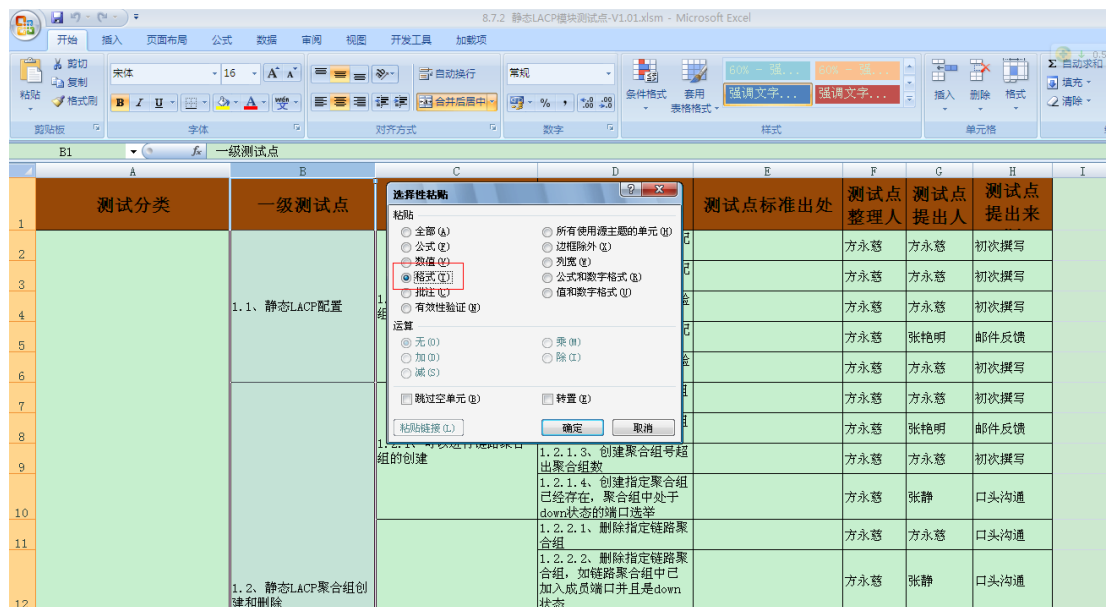 8.7.2 静态LACP模块测试点-V1.01.xlsm - Microsoft Excel
开始 插入 页面布局 公式 数据 审阅 视图 开发工具 加载项
剪切
复制
格式刷
粘贴
剪贴板
宋体 16
B I U
字体
自动换行
合并后居中
对齐方式
常规
数字
条件格式
套用
表格格式
60% - 强... 60% - 强...
强调文字... 强调文字...
样式
插入 删除 格式
单元格
Σ 自动求和
填充
清除
B1 fx 一级测试点
A B C D E F G H I
1 测试分类 一级测试点 测试点标准出处 测试点
整理人 测试点
提出人 测试点
提出来
2 方永慈 方永慈 初次撰写
3 方永慈 方永慈 初次撰写
4 1.1、静态LACP配置 方永慈 方永慈 初次撰写
5 方永慈 张艳明 邮件反馈
6 方永慈 方永慈 初次撰写
7 方永慈 方永慈 初次撰写
8 方永慈 张艳明 邮件反馈
9 组的创建 1.2.1.3、创建聚合组号超
出聚合组数 方永慈 方永慈 初次撰写
10 1.2.1.4、创建指定聚合组
已经存在，聚合组中处于
down状态的端口选举 方永慈 张静 口头沟通
11 1.2.2.1、删除指定链路聚
合组 方永慈 方永慈 口头沟通
12 1.2、静态LACP聚合组创
建和删除 1.2.2.2、删除指定链路聚
合组，如链路聚合组中已
加入成员端口并且是down
状态 方永慈 张静 口头沟通
选择性粘贴
粘贴
全部(A) 所有使用源主题的单元(H)
公式(F) 边框除外(X)
数值(V) 列宽(W)
格式(T) 公式和数字格式(R)
批注(C) 值和数字格式(U)
有效性验证(N)
运算
无(O) 乘(M)
加(D) 除(I)
减(S)
跳过空单元(B) 转置(E)
粘贴链接(L) 确定 取消